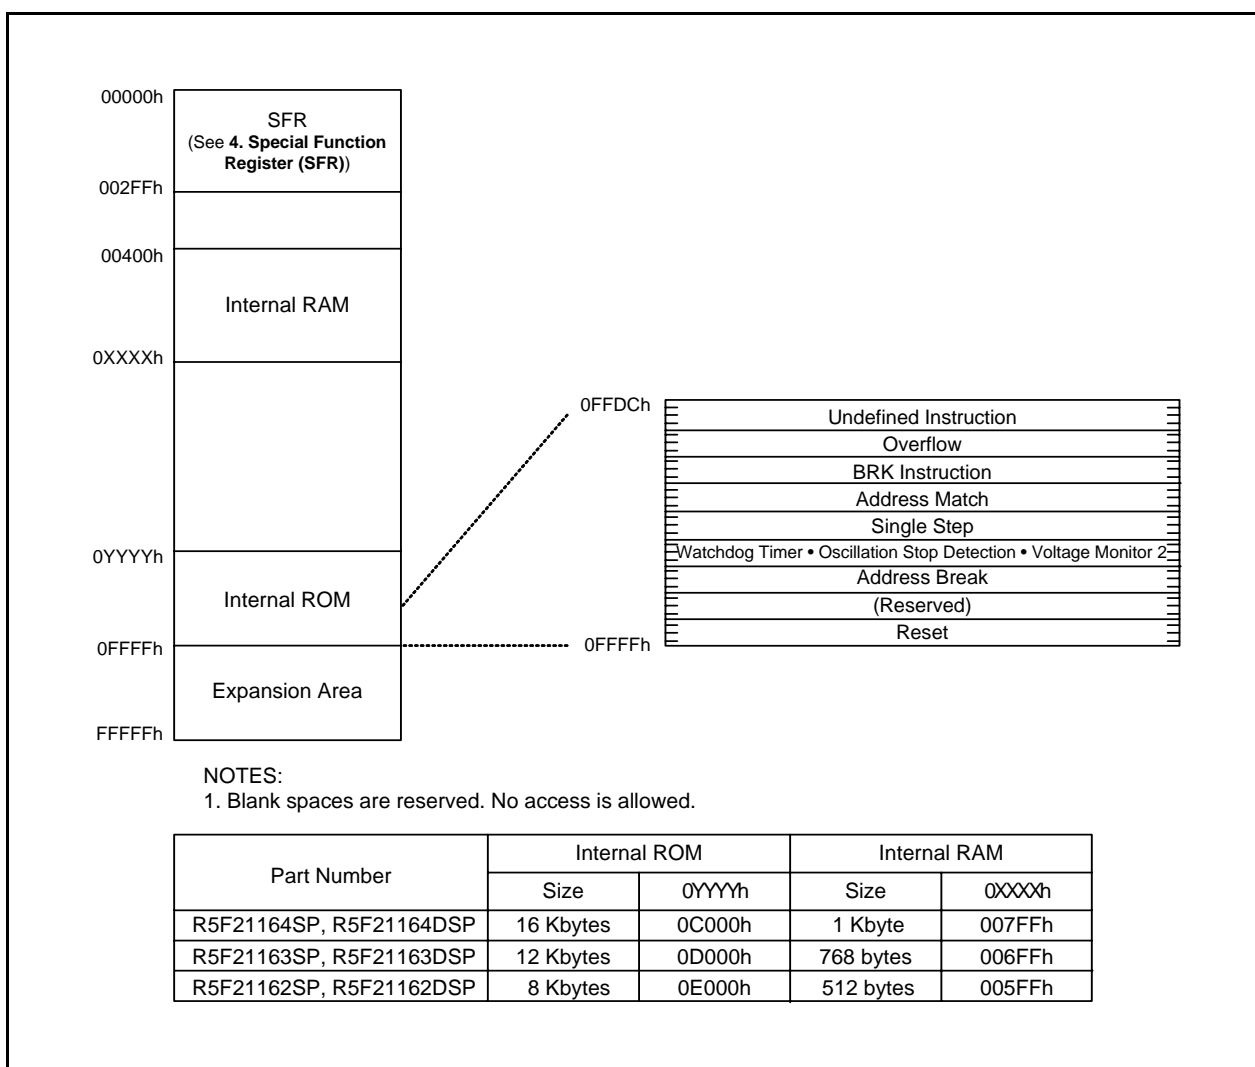 00000h
SFR
(See 4. Special Function
Register (SFR))
002FFh
00400h
Internal RAM
0XXXXh
0YYYYh
Internal ROM
0FFFFh
Expansion Area
FFFFFh
0FFDCh
Undefined Instruction
Overflow
BRK Instruction
Address Match
Single Step
Watchdog Timer • Oscillation Stop Detection • Voltage Monitor 2
Address Break
(Reserved)
Reset
0FFFFh
NOTES:
1. Blank spaces are reserved. No access is allowed.
Part Number Internal ROM Internal RAM
Size 0YYYYh Size 0XXXXh
R5F21164SP, R5F21164DSP 16 Kbytes 0C000h 1 Kbyte 007FFh
R5F21163SP, R5F21163DSP 12 Kbytes 0D000h 768 bytes 006FFh
R5F21162SP, R5F21162DSP 8 Kbytes 0E000h 512 bytes 005FFh